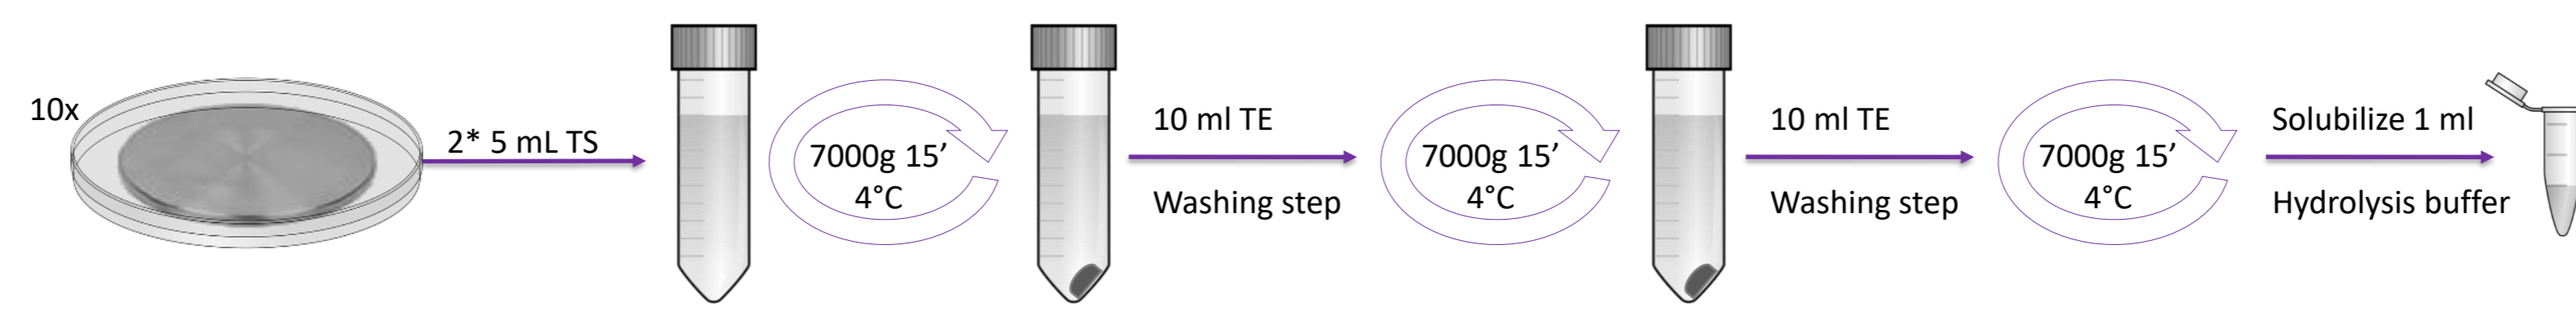 10x
2* 5 mL TS
7000g 15’
4°C
10 ml TE
Washing step
7000g 15’
4°C
10 ml TE
Washing step
7000g 15’
4°C
Solubilize 1 ml
Hydrolysis buffer